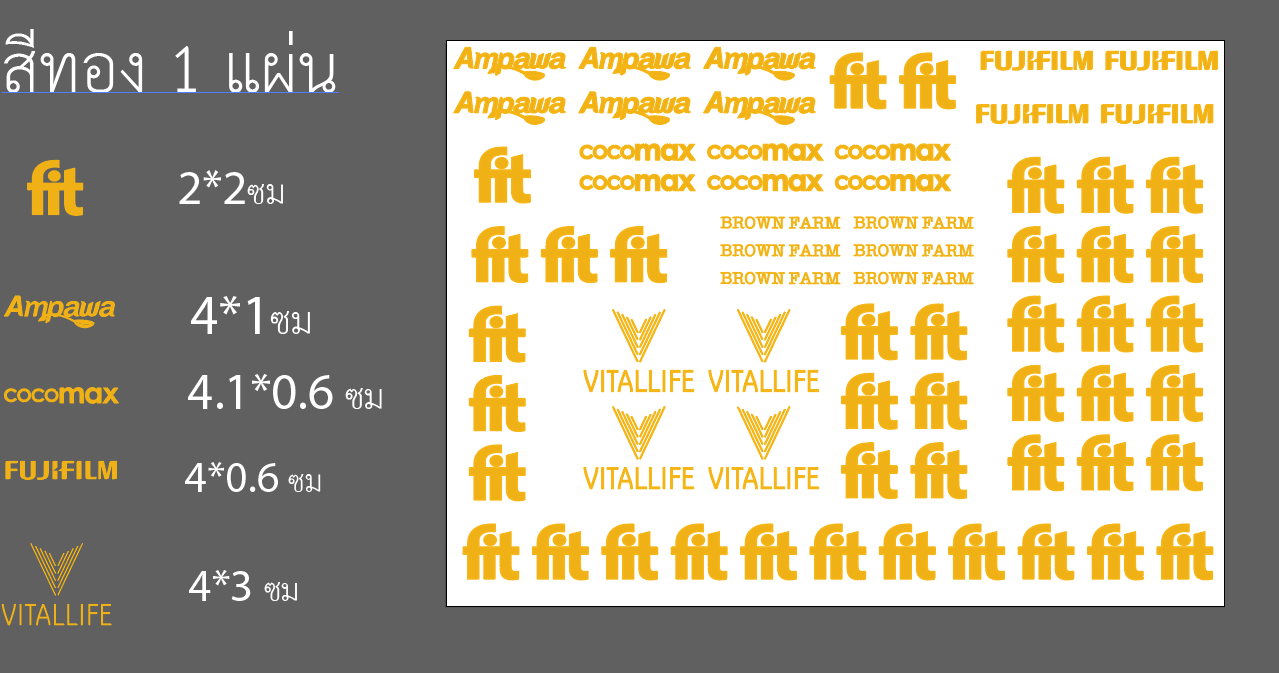 สีทอง 1 แผ่น
fit 2*2ซม
Ampawa 4*1ซม
cocomax 4.1*0.6 ซม
FUJIFILM 4*0.6 ซม
4*3 ซม
VITALLIFE
Ampawa Ampawa Ampawa fit fit FUJIFILM FUJIFILM
Ampawa Ampawa Ampawa FUJIFILM FUJIFILM
cocomax cocomax cocomax
fit cocomax cocomax cocomax fit fit fit
BROWN FARM BROWN FARM
fit fit fit BROWN FARM BROWN FARM fit fit fit
BROWN FARM BROWN FARM
fit fit fit fit fit fit
VITALLIFE VITALLIFE
fit fit fit fit fit fit
fit VITALLIFE VITALLIFE fit fit fit fit fit
fit fit fit fit fit fit fit fit fit fit fit